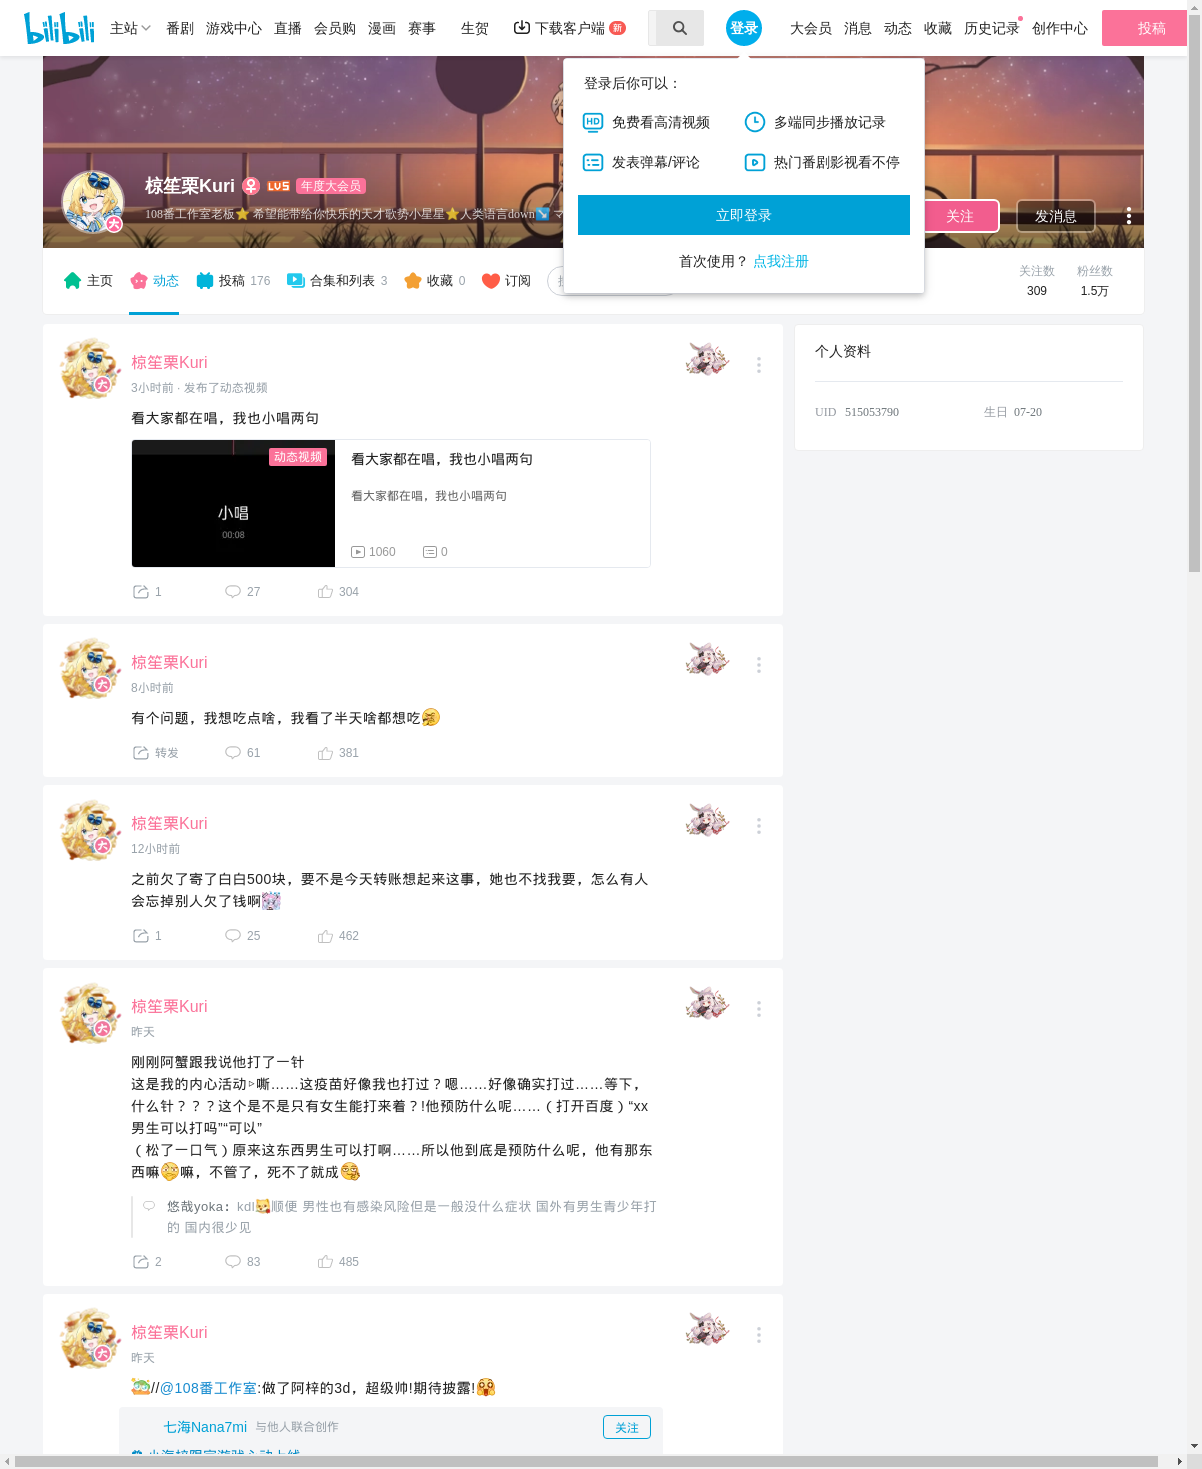 bilibili 主站 番剧 游戏中心 直播 会员购 漫画 赛事 生贺 下载客户端 新 登录 大会员 消息 动态 收藏 历史记录 创作中心 投稿
登录后你可以：
免费看高清视频 多端同步播放记录
发表弹幕/评论 热门番剧影视看不停
立即登录
首次使用？ 点我注册
椋笙栗Kuri LV5 年度大会员
108番工作室老板⭐ 希望能带给你快乐的天才歌势小星星⭐人类语言down↘️ マ
关注 发消息
主页 动态 投稿 176 合集和列表 3 收藏 0 订阅
关注数 粉丝数
309 1.5万
个人资料
UID 515053790 生日 07-20
椋笙栗Kuri
3小时前 · 发布了动态视频
看大家都在唱，我也小唱两句
动态视频
小唱
00:08
看大家都在唱，我也小唱两句
看大家都在唱，我也小唱两句
1060 0
1 27 304
椋笙栗Kuri
8小时前
有个问题，我想吃点啥，我看了半天啥都想吃
转发 61 381
椋笙栗Kuri
12小时前
之前欠了寄了白白500块，要不是今天转账想起来这事，她也不找我要，怎么有人
会忘掉别人欠了钱啊
1 25 462
椋笙栗Kuri
昨天
刚刚阿蟹跟我说他打了一针
这是我的内心活动▹嘶……这疫苗好像我也打过？嗯……好像确实打过……等下，
什么针？？？这个是不是只有女生能打来着？!他预防什么呢……（打开百度）“xx
男生可以打吗”“可以”
（松了一口气）原来这东西男生可以打啊……所以他到底是预防什么呢，他有那东
西嘛嘛，不管了，死不了就成
悠哉yoka: kdl顺便 男性也有感染风险但是一般没什么症状 国外有男生青少年打
的 国内很少见
2 83 485
椋笙栗Kuri
昨天
//@108番工作室:做了阿梓的3d，超级帅!期待披露!
七海Nana7mi 与他人联合创作 关注